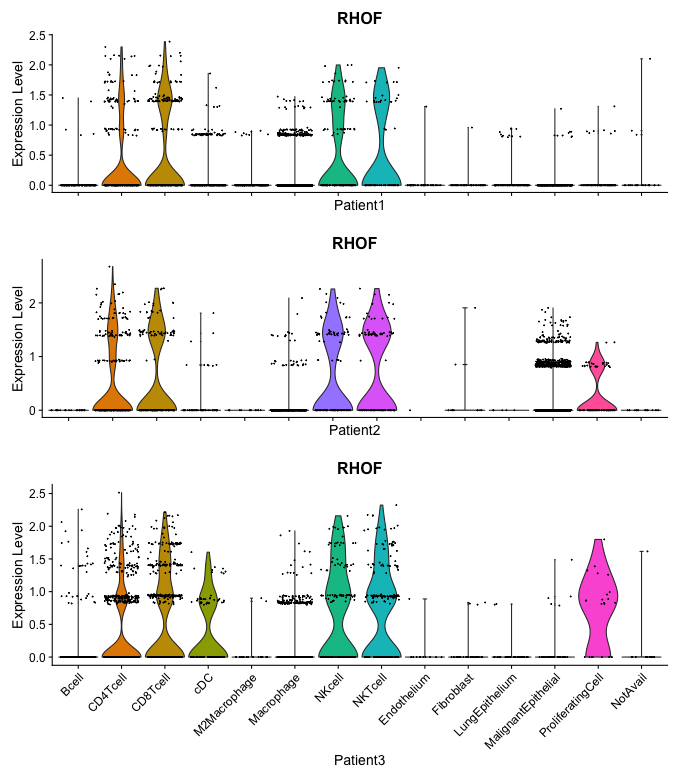 RHOF
Expression Level
2.5
2.0
1.5
1.0
0.5
0.0
Patient1
RHOF
Expression Level
2
1
0
Patient2
RHOF
Expression Level
2.5
2.0
1.5
1.0
0.5
0.0
Bcell
CD4Tcell
CD8Tcell
cDC
M2Macrophage
Macrophage
NKcell
NKTcell
Endothelium
Fibroblast
LungEpithelium
MalignantEpithelial
ProliferatingCell
NotAvail
Patient3